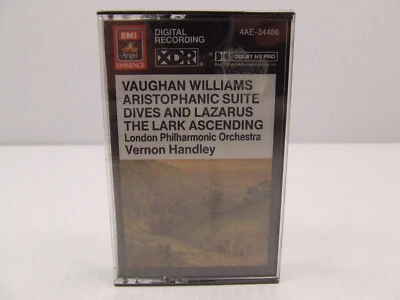 EMI
Angel
EMINENCE
DIGITAL
RECORDING
4AE-34486
XDR
DOLBY HX PRO
VAUGHAN WILLIAMS
ARISTOPHANIC SUITE
DIVES AND LAZARUS
THE LARK ASCENDING
London Philharmonic Orchestra
Vernon Handley